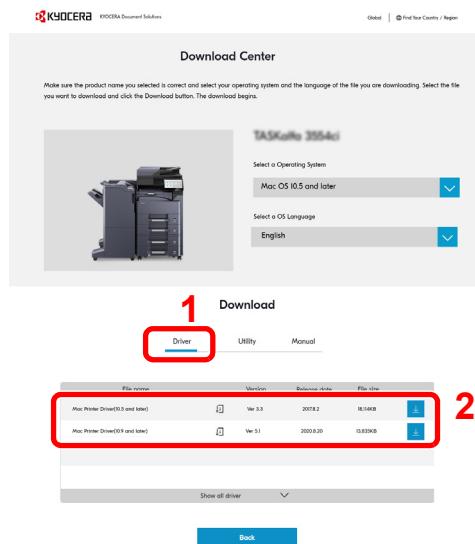 KYOCERA KYOCERA Document Solutions Global Find Your Country / Region
Download Center
Make sure the product name you selected is correct and select your operating system and the language of the file you are downloading. Select the file
you want to download and click the Download button. The download begins.
TASKalfa 3554ci
Select a Operating System
Mac OS 10.5 and later
Select a OS Language
English
1
Download
Driver Utility Manual
File name Version Release date File size
Mac Printer Driver(10.5 and later) Ver 3.3 2017.8.2 18,114KB
2
Mac Printer Driver(10.9 and later) Ver 5.1 2020.8.20 13,835KB
Show all driver
Back